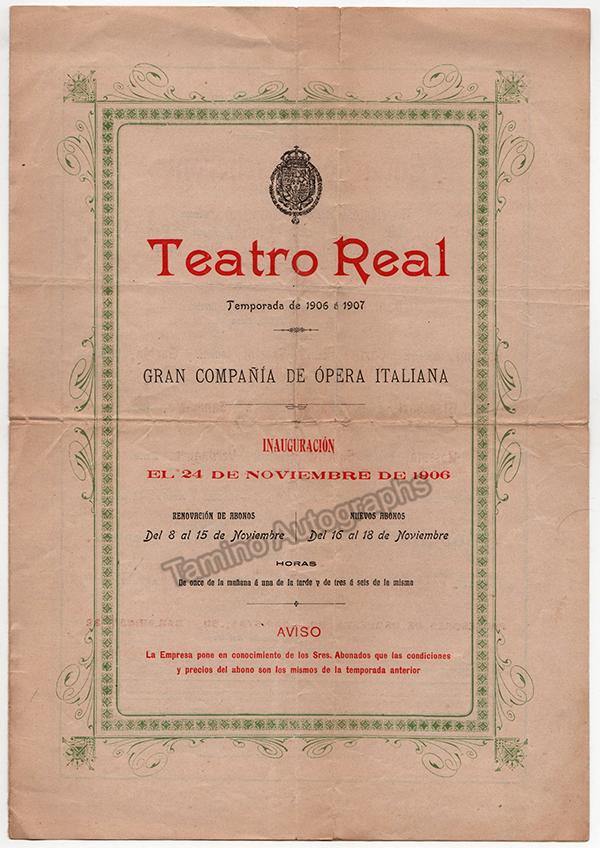 Teatro Real
Temporada de 1906 á 1907
GRAN COMPAÑÍA DE ÓPERA ITALIANA
INAUGURACIÓN
EL 24 DE NOVIEMBRE DE 1906
RENOVACIÓN DE ABONOS
Del 8 al 15 de Noviembre
NUEVOS ABONOS
Del 16 al 18 de Noviembre
Tamino Autographs
HORAS
De once de la mañana á una de la tarde y de tres á seis de la misma
AVISO
La Empresa pone en conocimiento de los Sres. Abonados que las condiciones
y precios del abono son los mismos de la temporada anterior